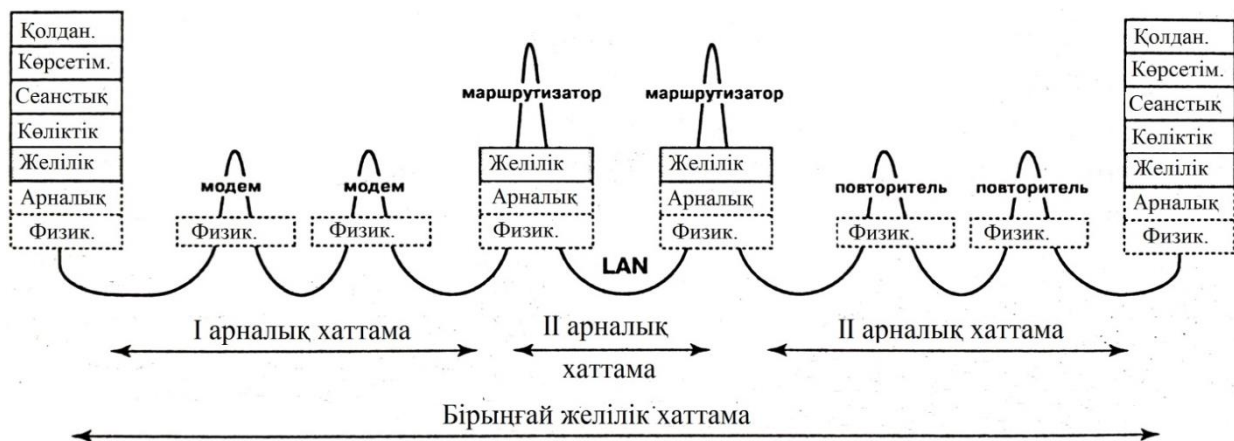 Қолдан.
Көрсетім.
Сеанстық
Көліктік
Желілік
Арналық
Физик.
модем
Физик.
модем
Физик.
маршрутизатор
Желілік
Арналық
Физик.
маршрутизатор
Желілік
Арналық
Физик.
LAN
повторитель
Физик.
повторитель
Физик.
Қолдан.
Көрсетім.
Сеанстық
Көліктік
Желілік
Арналық
Физик.
I арналық хаттама
II арналық
хаттама
II арналық хаттама
Бірыңғай желілік хаттама